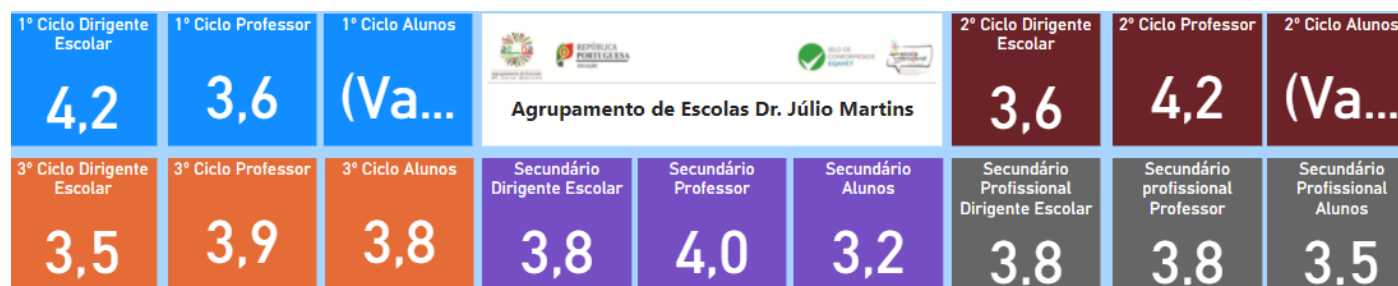 1º Ciclo Dirigente
Escolar
4,2
1º Ciclo Professor
3,6
1º Ciclo Alunos
(Va...
REPÚBLICA
PORTUGUESA
Agrupamento de Escolas Dr. Júlio Martins
2º Ciclo Dirigente
Escolar
3,6
2º Ciclo Professor
4,2
2º Ciclo Alunos
(Va...
3º Ciclo Dirigente
Escolar
3,5
3º Ciclo Professor
3,9
3º Ciclo Alunos
3,8
Secundário
Dirigente Escolar
3,8
Secundário
Professor
4,0
Secundário
Alunos
3,2
Secundário
Profissional
Dirigente Escolar
3,8
Secundário
profissional
Professor
3,8
Secundário
Profissional
Alunos
3,5